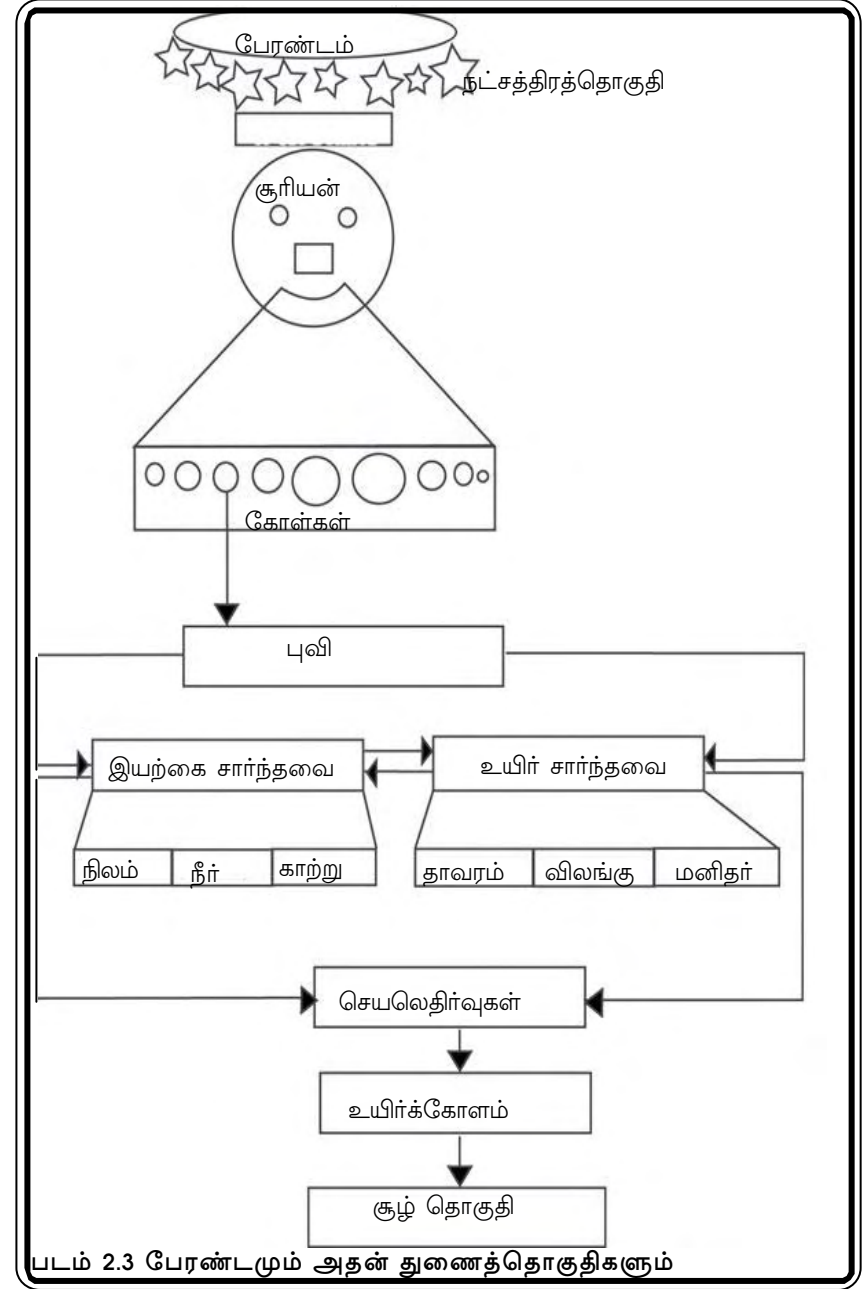 பேரண்டம்
நட்சத்திரத்தொகுதி
சூரியன்
கோள்கள்
புவி
இயற்கை சார்ந்தவை
உயிர் சார்ந்தவை
நிலம் நீர் காற்று
தாவரம் விலங்கு மனிதர்
செயலெதிர்வுகள்
உயிர்க்கோளம்
சூழ் தொகுதி
படம் 2.3 பேரண்டமும் அதன் துணைத்தொகுதிகளும்